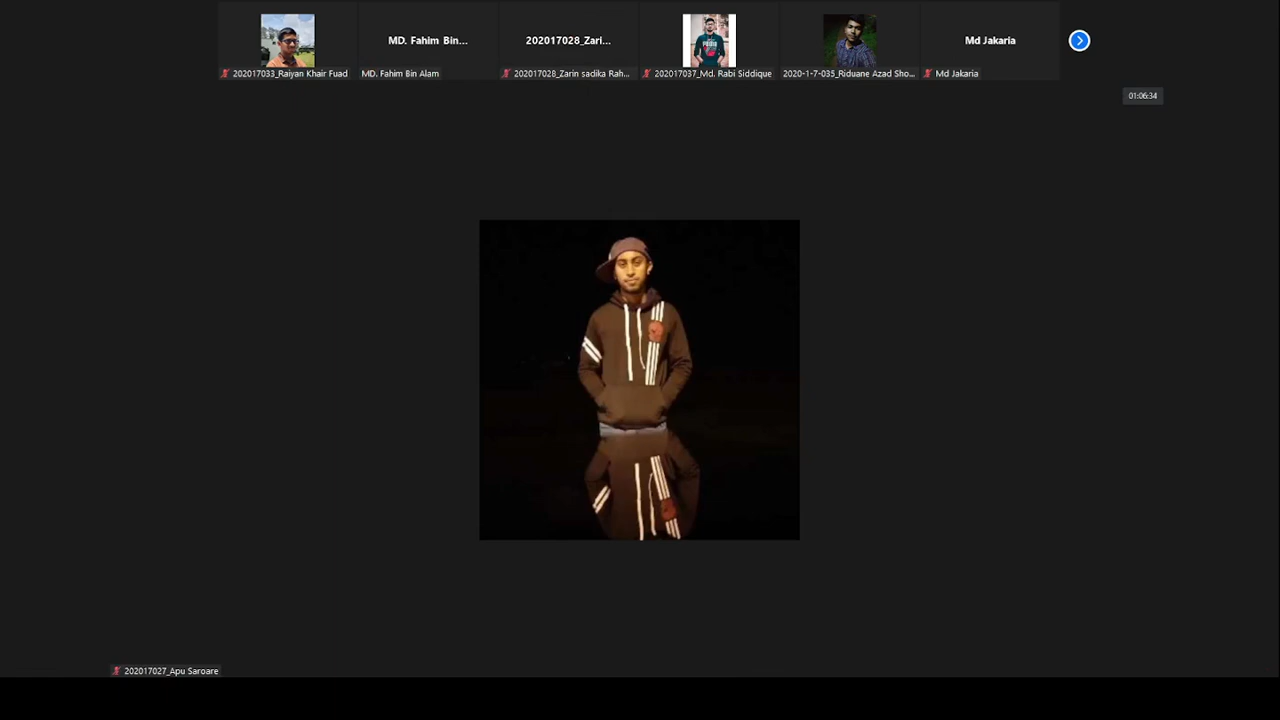 MD. Fahim Bin...
202017028_Zari...
Md Jakaria
202017033_Raiyan Khair Fuad
MD. Fahim Bin Alam
202017028_Zarin sadika Rah...
202017037_Md. Rabi Siddique
2020-1-7-035_Riduane Azad Sho...
Md Jakaria
01:06:34
202017027_Apu Saroare